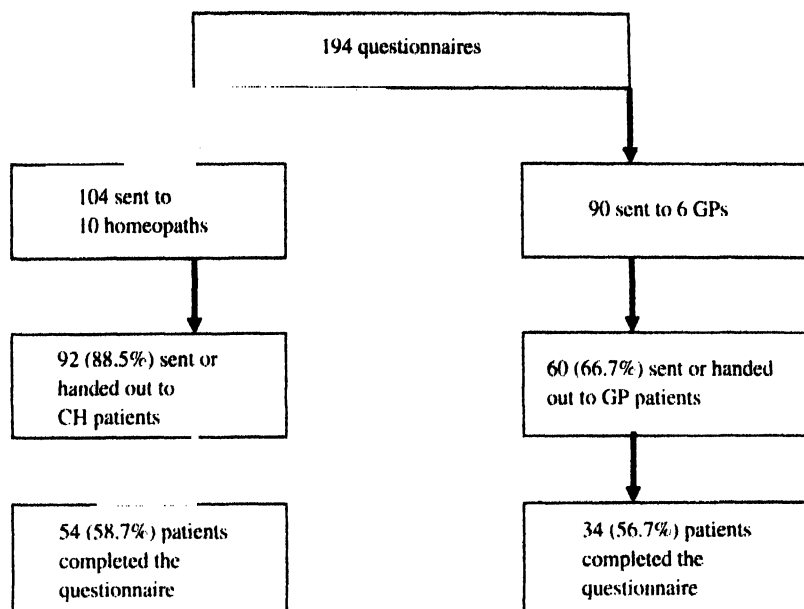 194 questionnaires
104 sent to
10 homeopaths
90 sent to 6 GPs
92 (88.5%) sent or
handed out to
CH patients
60 (66.7%) sent or handed
out to GP patients
54 (58.7%) patients
completed the
questionnaire
34 (56.7%) patients
completed the
questionnaire